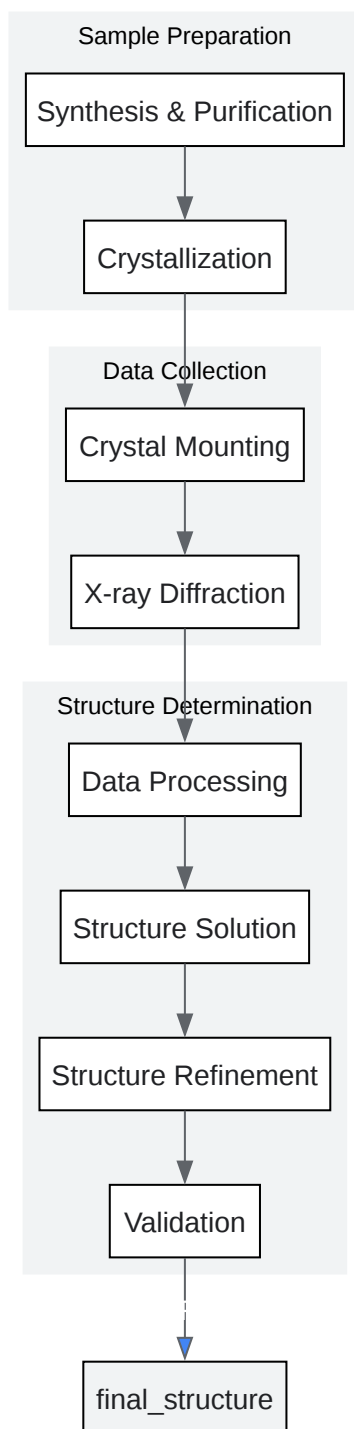 Sample Preparation
Synthesis & Purification
Crystallization
Data Collection
Crystal Mounting
X-ray Diffraction
Structure Determination
Data Processing
Structure Solution
Structure Refinement
Validation
final_structure